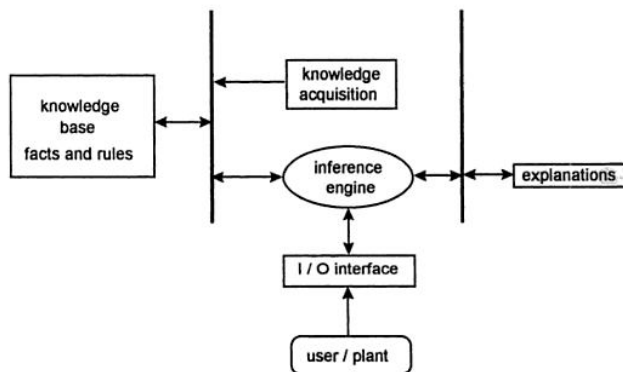 knowledge
base
facts and rules
knowledge
acquisition
inference
engine
explanations
I / O interface
user / plant